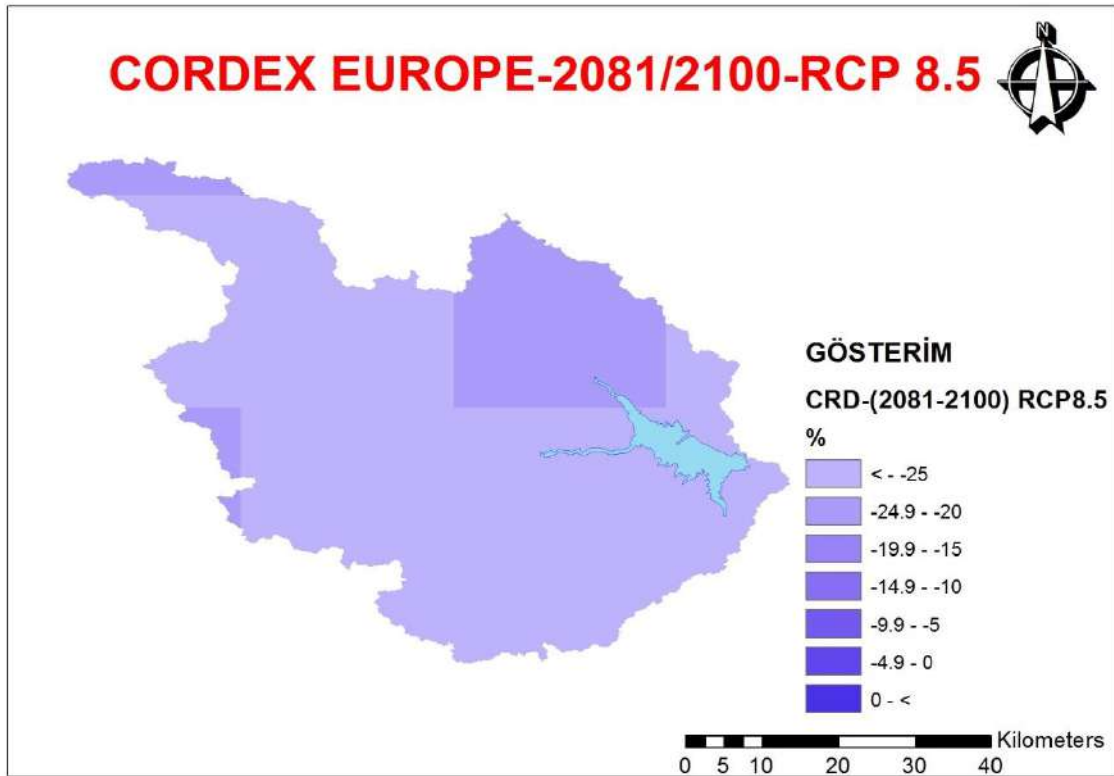 N
CORDEX EUROPE-2081/2100-RCP 8.5
GÖSTERİM
CRD-(2081-2100) RCP8.5
%
< - -25
-24.9 - -20
-19.9 - -15
-14.9 - -10
-9.9 - -5
-4.9 - 0
0 - <
Kilometers
0 5 10 20 30 40